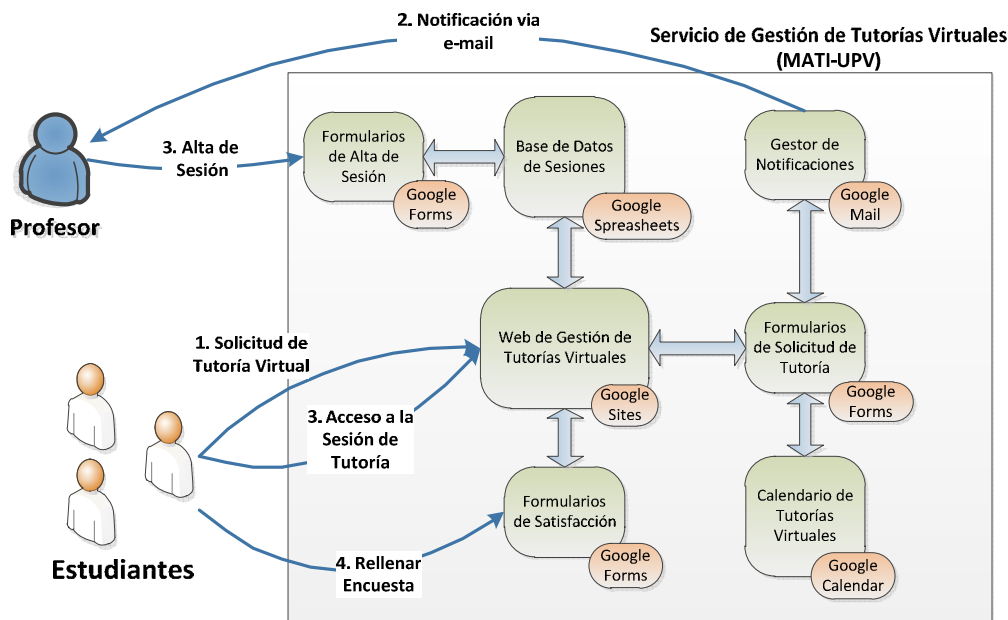 2. Notificación via
e-mail
Servicio de Gestión de Tutorías Virtuales
(MATI-UPV)
3. Alta de
Sesión
Profesor
Formularios
de Alta de
Sesión
Google
Forms
Base de Datos
de Sesiones
Google
Spreasheets
Gestor de
Notificaciones
Google
Mail
1. Solicitud de
Tutoría Virtual
3. Acceso a la
Sesión de
Tutoría
Web de Gestión de
Tutorías Virtuales
Google
Sites
Formularios
de Solicitud de
Tutoría
Google
Forms
Estudiantes
4. Rellenar
Encuesta
Formularios
de Satisfacción
Google
Forms
Calendario de
Tutorías
Virtuales
Google
Calendar